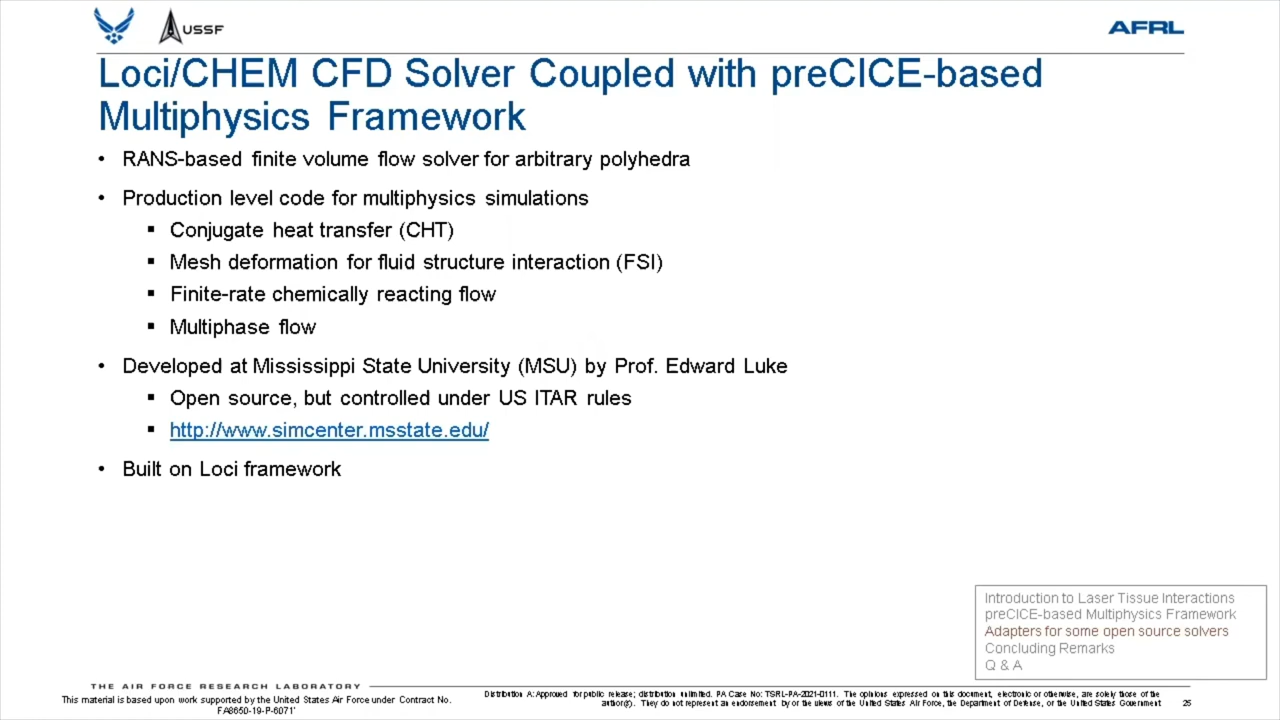 USSF
AFRL
Loci/CHEM CFD Solver Coupled with preCICE-based
Multiphysics Framework
• RANS-based finite volume flow solver for arbitrary polyhedra
• Production level code for multiphysics simulations
▪ Conjugate heat transfer (CHT)
▪ Mesh deformation for fluid structure interaction (FSI)
▪ Finite-rate chemically reacting flow
▪ Multiphase flow
• Developed at Mississippi State University (MSU) by Prof. Edward Luke
▪ Open source, but controlled under US ITAR rules
▪ http://www.simcenter.msstate.edu/
• Built on Loci framework
Introduction to Laser Tissue Interactions
preCICE-based Multiphysics Framework
Adapters for some open source solvers
Concluding Remarks
Q & A
THE AIR FORCE RESEARCH LABORATORY
This material is based upon work supported by the United States Air Force under Contract No.
FA8650-19-P-6071'
Distribution A: Approved for public release; distribution unlimited. PA Case No: TSRL-PA-2021-0111. The opinions expressed on this document, electronic or otherwise, are solely those of the
author(s). They do not represent an endorsement by or the views of the United States Air Force, the Department of Defense, or the United States Government
25